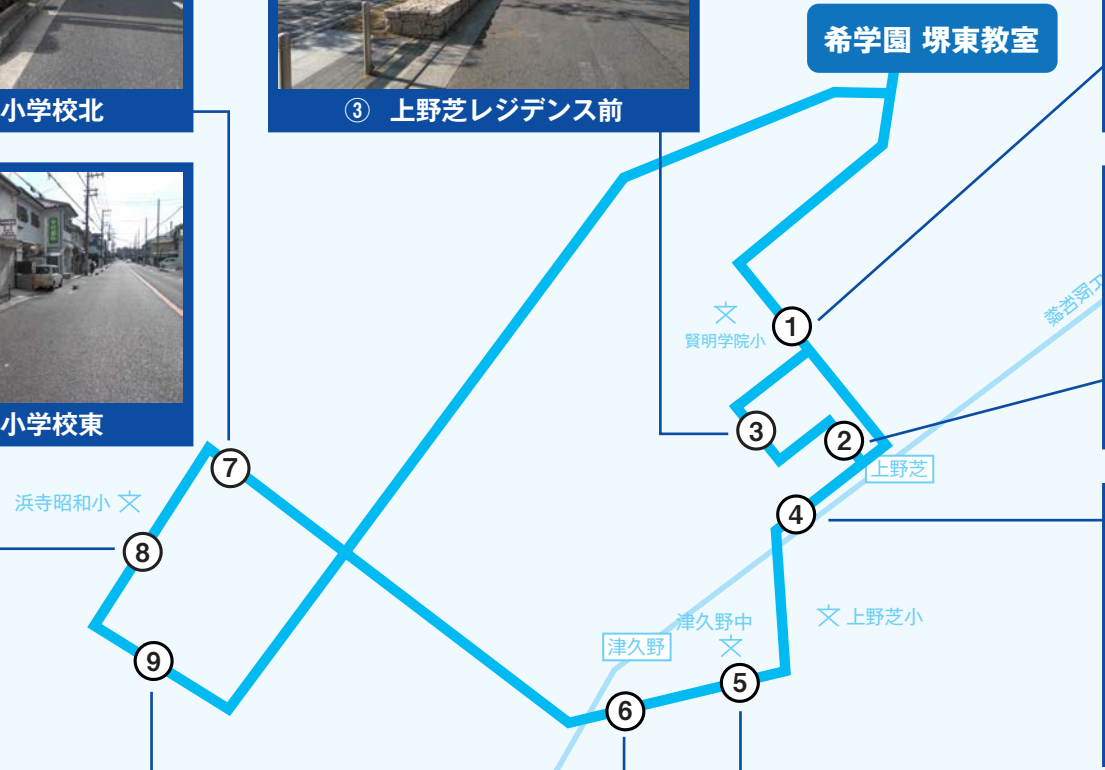 小学校北
③ 上野芝レジデンス前
希学園 堺東教室
小学校東
賢明学院小
阪和線
上野芝
浜寺昭和小
津久野中
津久野
上野芝小
1
2
3
4
5
6
7
8
9